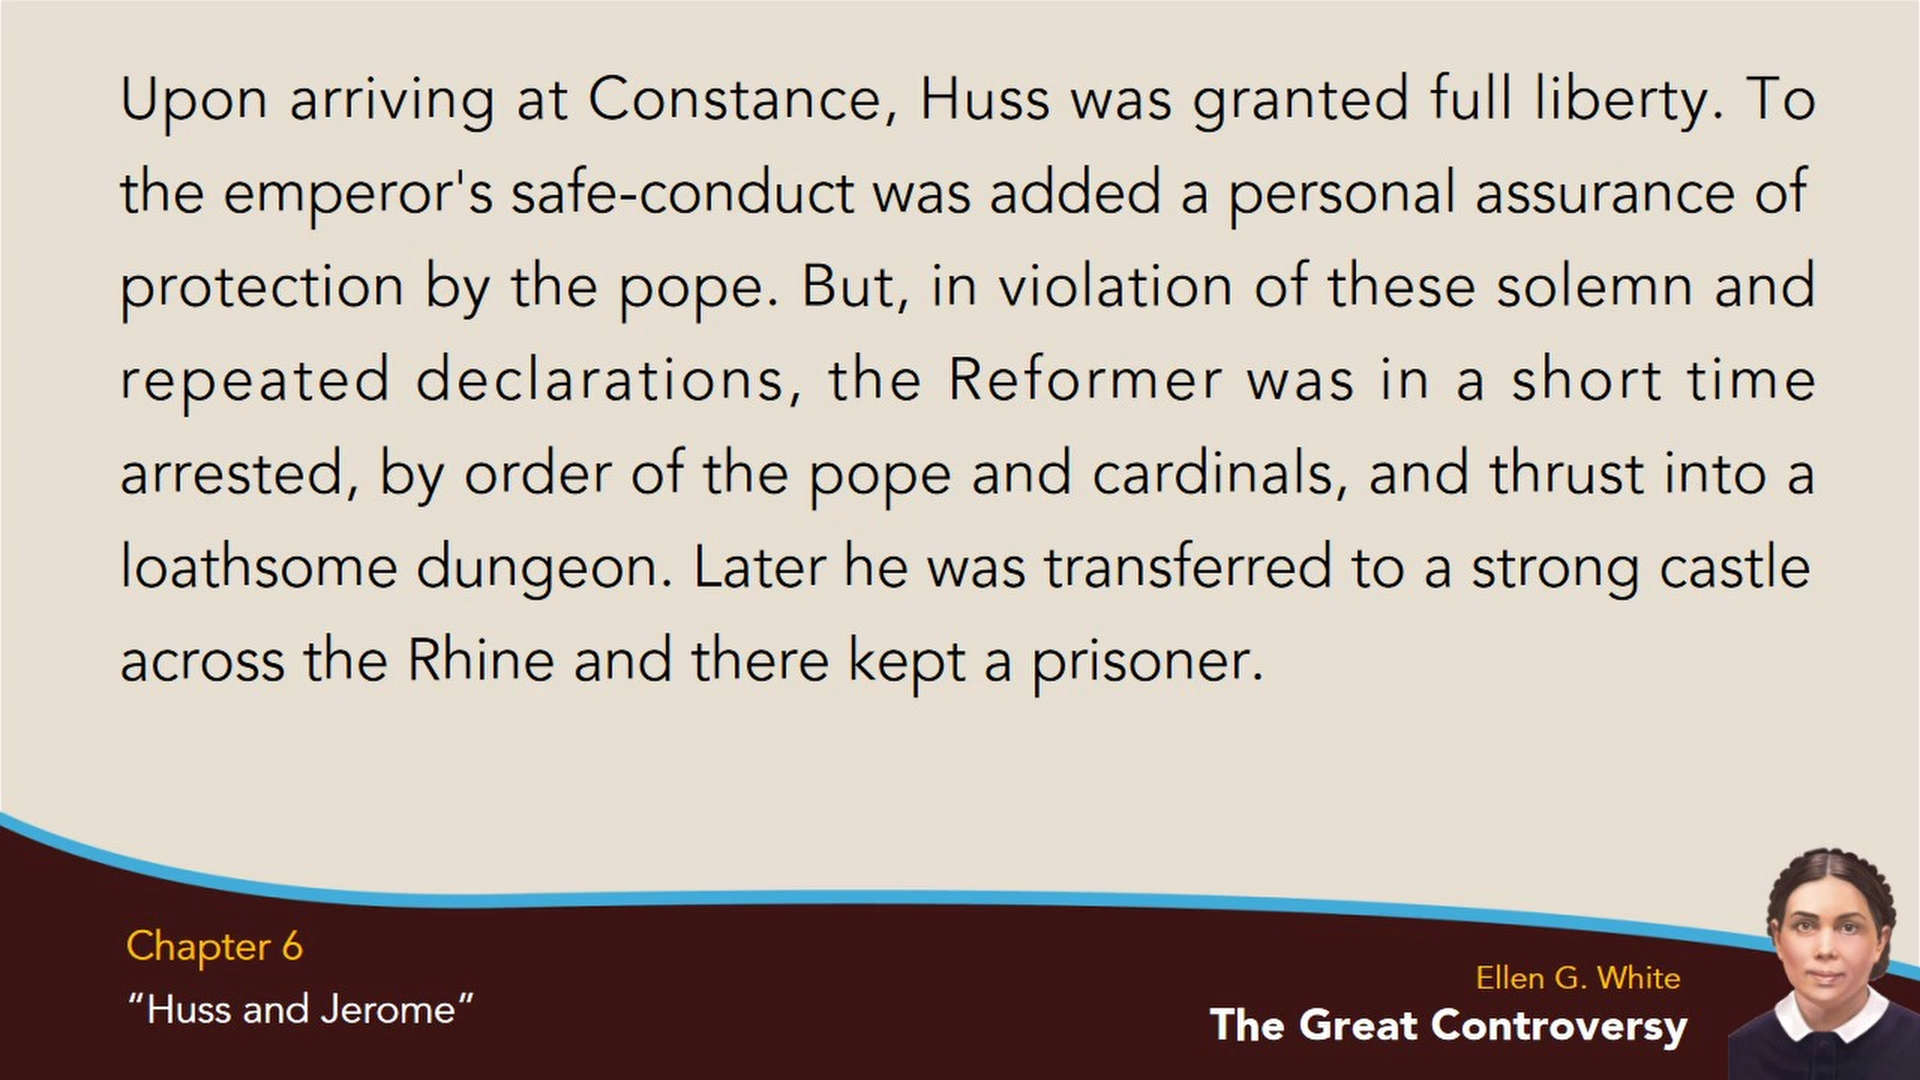 Upon arriving at Constance, Huss was granted full liberty. To
the emperor's safe-conduct was added a personal assurance of
protection by the pope. But, in violation of these solemn and
repeated declarations, the Reformer was in a short time
arrested, by order of the pope and cardinals, and thrust into a
loathsome dungeon. Later he was transferred to a strong castle
across the Rhine and there kept a prisoner.
Chapter 6
“Huss and Jerome”
Ellen G. White
The Great Controversy